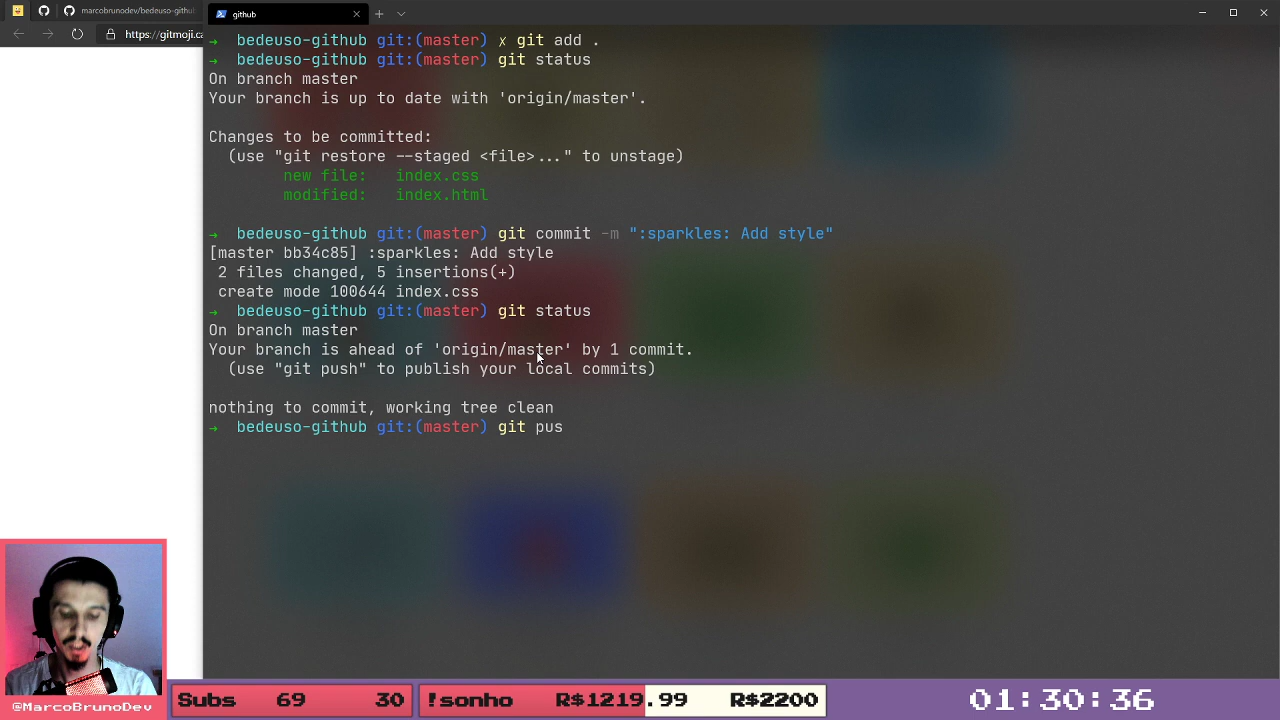 marcobrunodev/bedeuso-githu
github
https://gitmoji.ca
→ bedeuso-github git:(master) ✗ git add .
→ bedeuso-github git:(master) git status
On branch master
Your branch is up to date with 'origin/master'.
Changes to be committed:
(use "git restore --staged <file>..." to unstage)
new file: index.css
modified: index.html
→ bedeuso-github git:(master) git commit -m ":sparkles: Add style"
[master bb34c85] :sparkles: Add style
2 files changed, 5 insertions(+)
create mode 100644 index.css
→ bedeuso-github git:(master) git status
On branch master
Your branch is ahead of 'origin/master' by 1 commit.
(use "git push" to publish your local commits)
nothing to commit, working tree clean
→ bedeuso-github git:(master) git pus
@MarcoBrunoDev
Subs 69 30
!sonho R$1219.99 R$2200
01:30:36